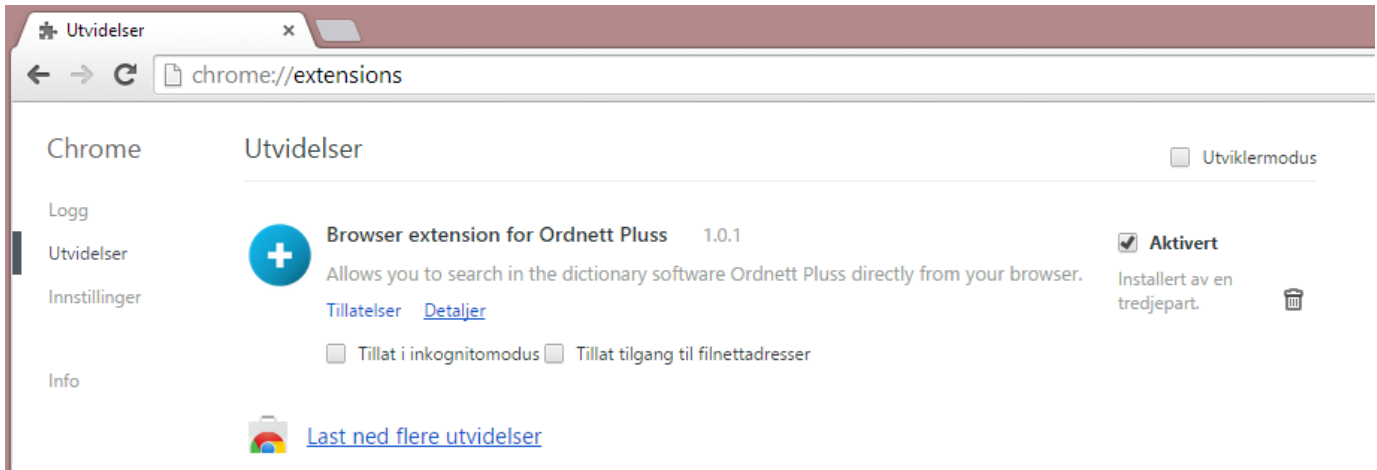 Utvidelser
chrome://extensions
Chrome
Utvidelser
Utviklermodus
Logg
Utvidelser
Innstillinger
Info
Browser extension for Ordnett Pluss 1.0.1
Allows you to search in the dictionary software Ordnett Pluss directly from your browser.
Tillatelser Detaljer
Tillat i inkognitomodus Tillat tilgang til filnettadresser
Aktivert
Installert av en
tredjepart.
Last ned flere utvidelser